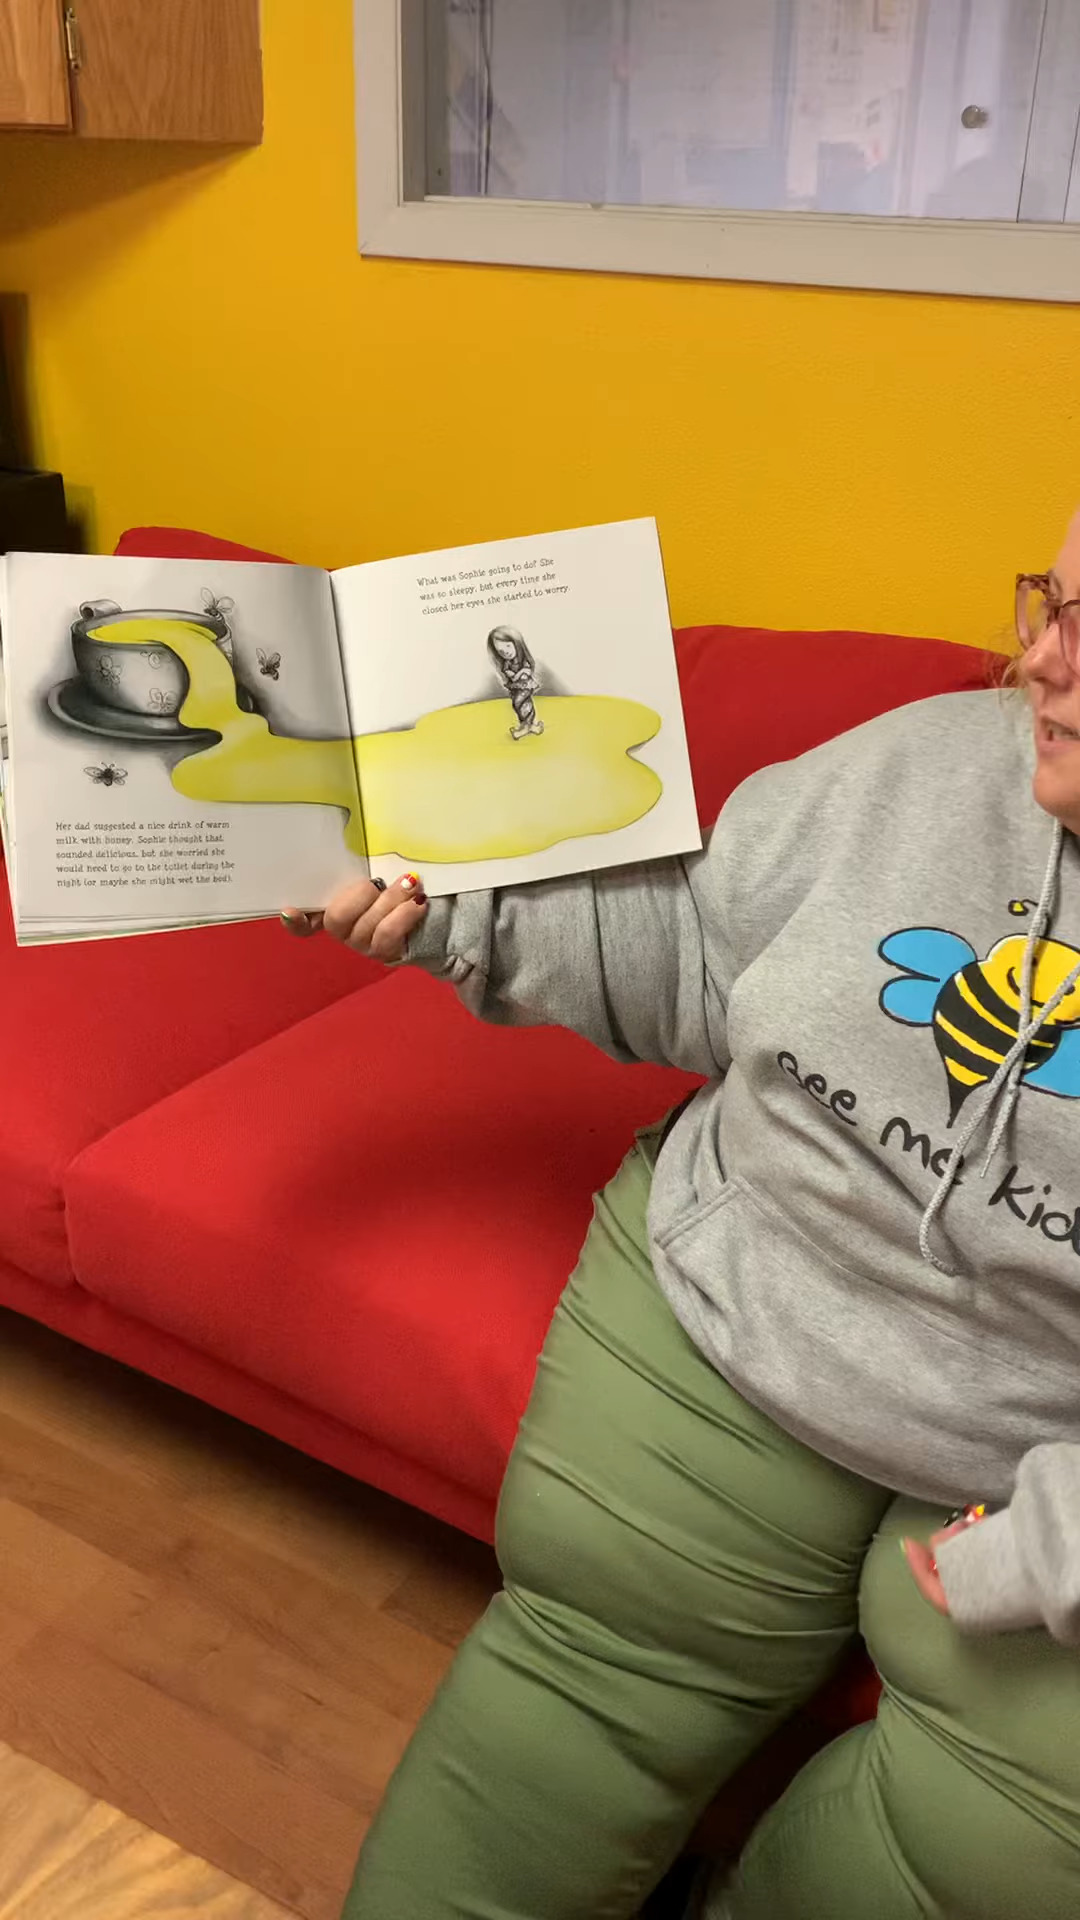 Her dad suggested a nice drink of warm
milk with honey. Sophie thought that
sounded delicious, but she worried she
would need to go to the toilet during the
night (or maybe she might wet the bed).
What was Sophie going to do? She
was so sleepy, but every time she
closed her eyes she started to worry.
Bee me kid